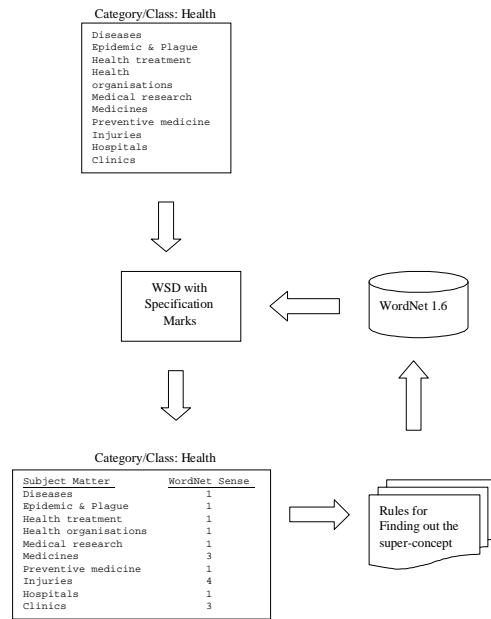 Category/Class: Health
Diseases
Epidemic & Plague
Health treatment
Health
organisations
Medical research
Medicines
Preventive medicine
Injuries
Hospitals
Clinics
WSD with
Specification
Marks
WordNet 1.6
Category/Class: Health
Subject Matter WordNet Sense
Diseases 1
Epidemic & Plague 1
Health treatment 1
Health organisations 1
Medical research 1
Medicines 3
Preventive medicine 1
Injuries 4
Hospitals 1
Clinics 3
Rules for
Finding out the
super-concept